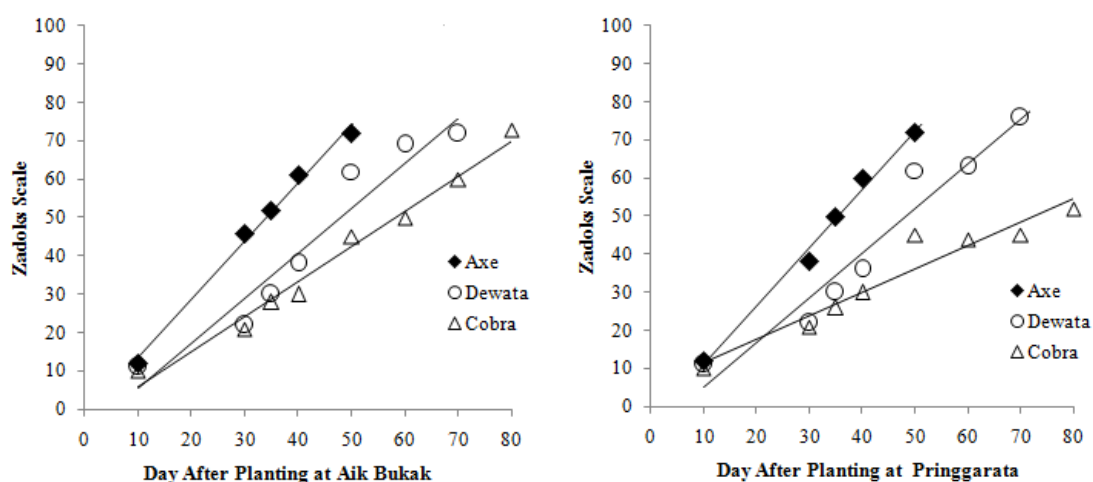 100
90
80
70
60
50
40
30
20
10
0
Zadoks Scale
Axe
Dewata
Cobra
0 10 20 30 40 50 60 70 80
Day After Planting at Aik Bukak
100
90
80
70
60
50
40
30
20
10
0
Zadoks Scale
Axe
Dewata
Cobra
0 10 20 30 40 50 60 70 80
Day After Planting at Pringgarata